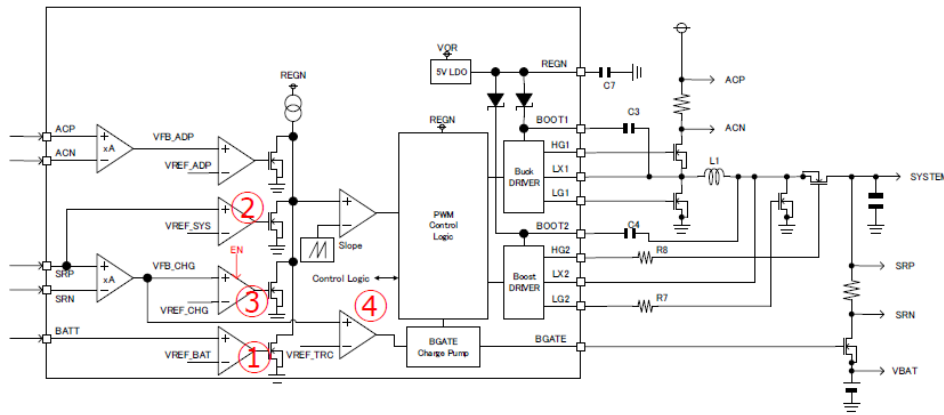 VOR
5V LDO
REGN
C7
REGN
ACP
ACP
ACN
xA
VFB_ADP
VREF_ADP
REGN
BOOT1
C3
ACN
Buck
DRIVER
HG1
LX1
LG1
L1
SYSTEM
②
VREF_SYS
Slope
PWM
Control
Logic
BOOT2
C4
EN
SRP
SRN
xA
VFB_CHG
VREF_CHG
③
Control Logic
④
Boost
DRIVER
HG2
LX2
LG2
R8
R7
SRP
SRN
BATT
VREF_BAT
①
VREF_TRC
BGATE
Charge Pump
BGATE
VBAT